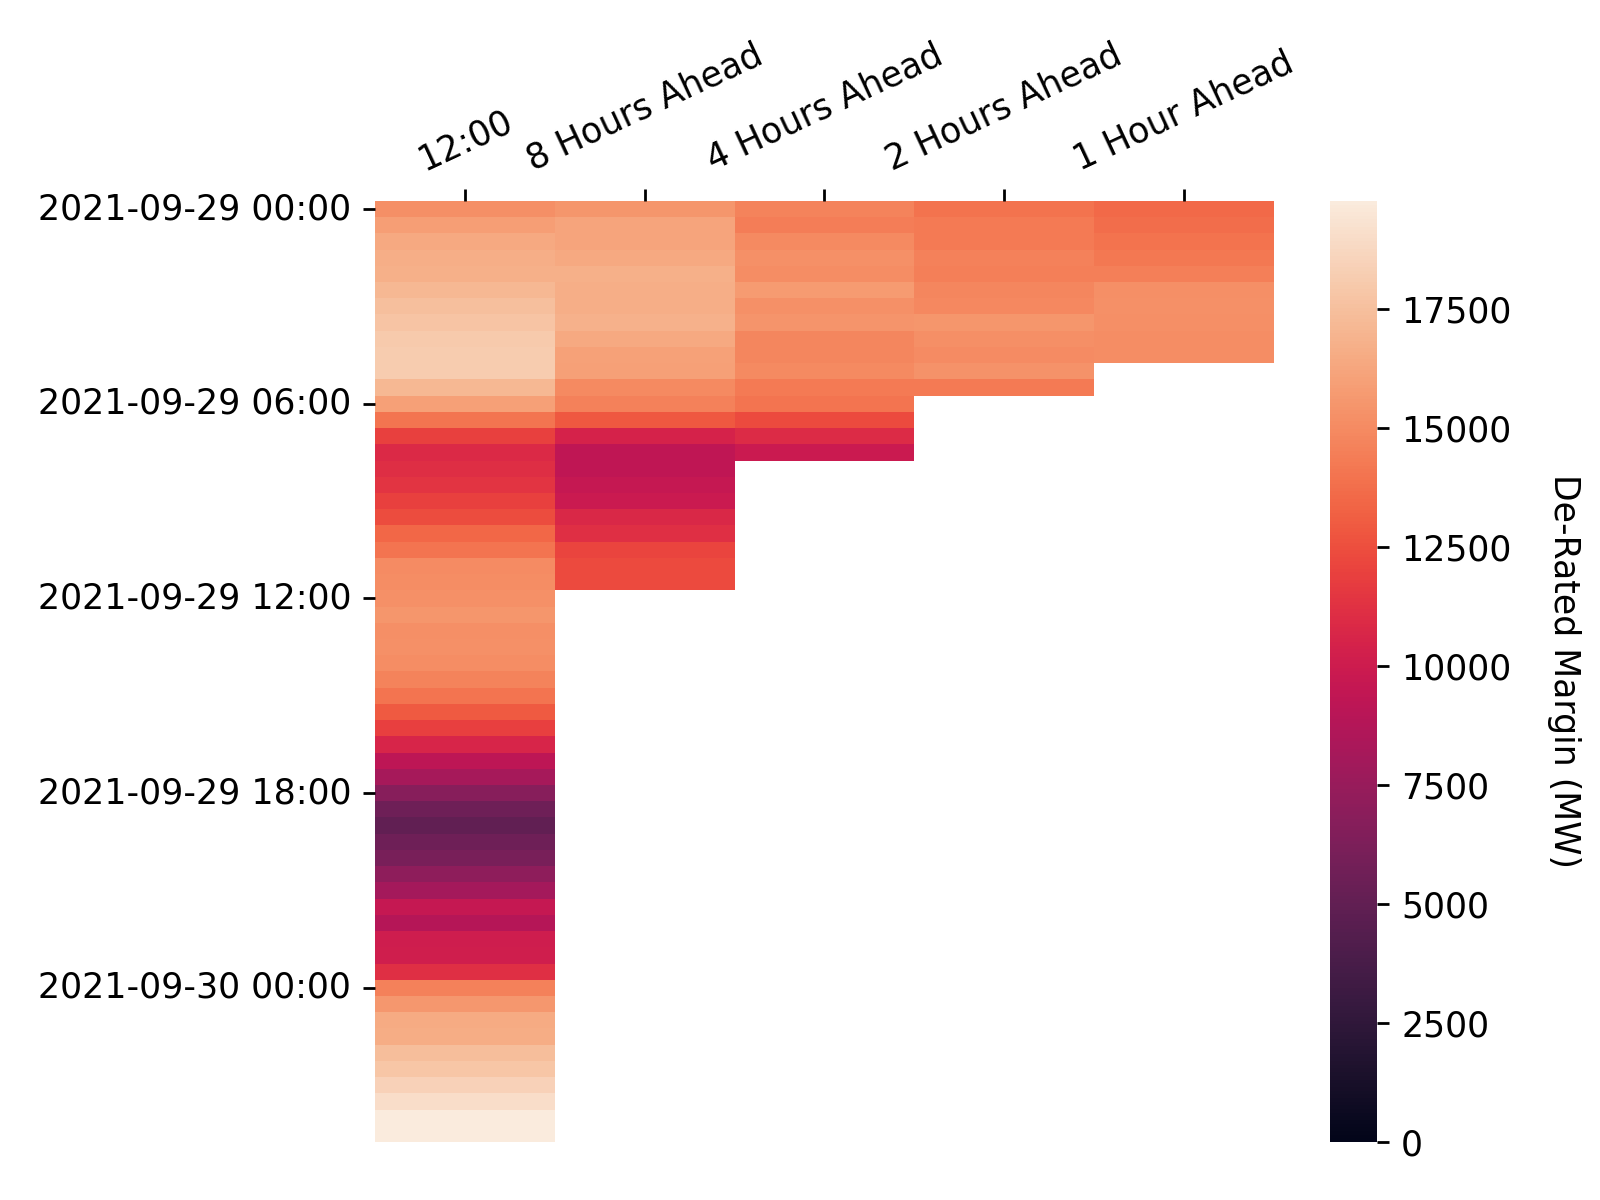 12:00
8 Hours Ahead
4 Hours Ahead
2 Hours Ahead
1 Hour Ahead
2021-09-29 00:00
2021-09-29 06:00
2021-09-29 12:00
2021-09-29 18:00
2021-09-30 00:00
17500
15000
12500
10000
7500
5000
2500
0
De-Rated Margin (MW)